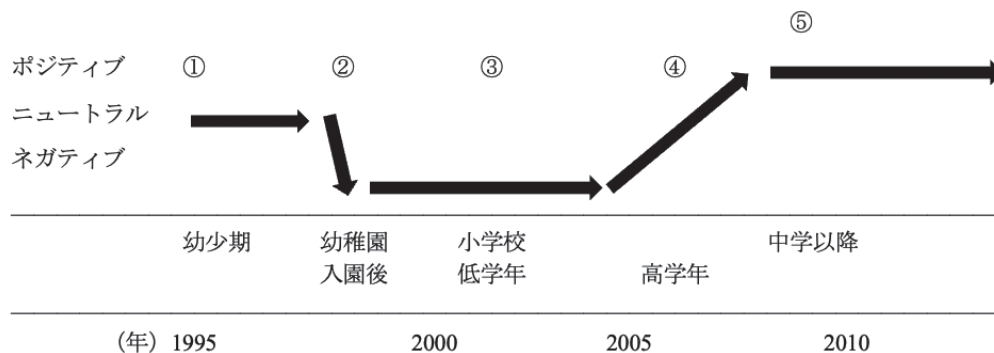 ⑤
ポジティブ ① ② ③ ④
ニュートラル
ネガティブ
幼少期 幼稚園 小学校 中学以降
入園後 低学年 高学年
(年) 1995 2000 2005 2010